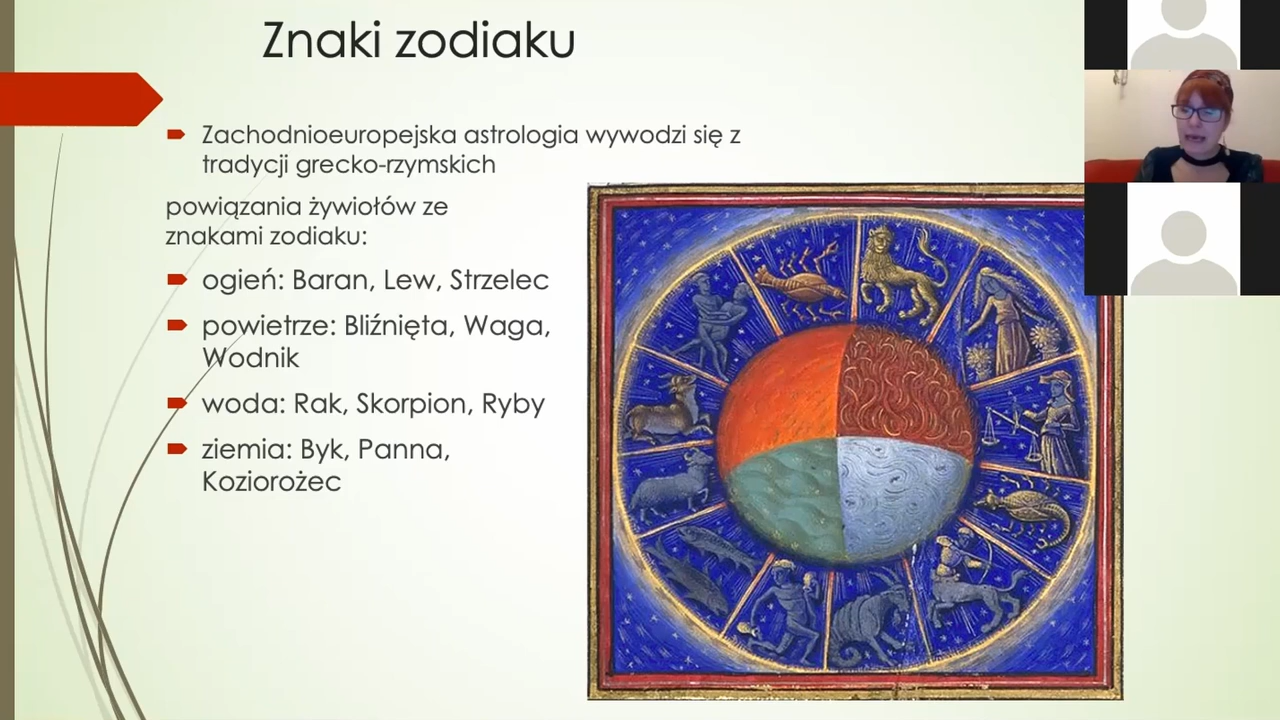 Znaki zodiaku
Zachodnioeuropejska astrologia wywodzi się z
tradycji grecko-rzymskich
powiązania żywiołów ze
znakami zodiaku:
ogień: Baran, Lew, Strzelec
powietrze: Bliźnięta, Waga,
Wodnik
woda: Rak, Skorpion, Ryby
ziemia: Byk, Panna,
Koziorożec